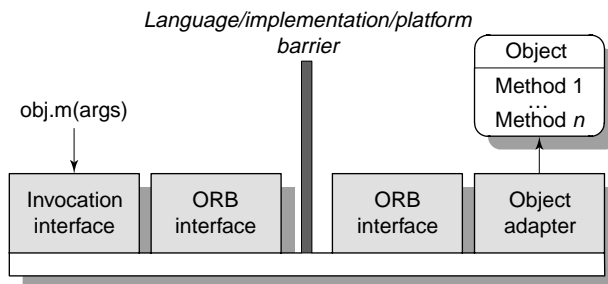 Language/implementation/platform
barrier
Object
Method 1
…
Method n
obj.m(args)
Invocation
interface
ORB
interface
ORB
interface
Object
adapter